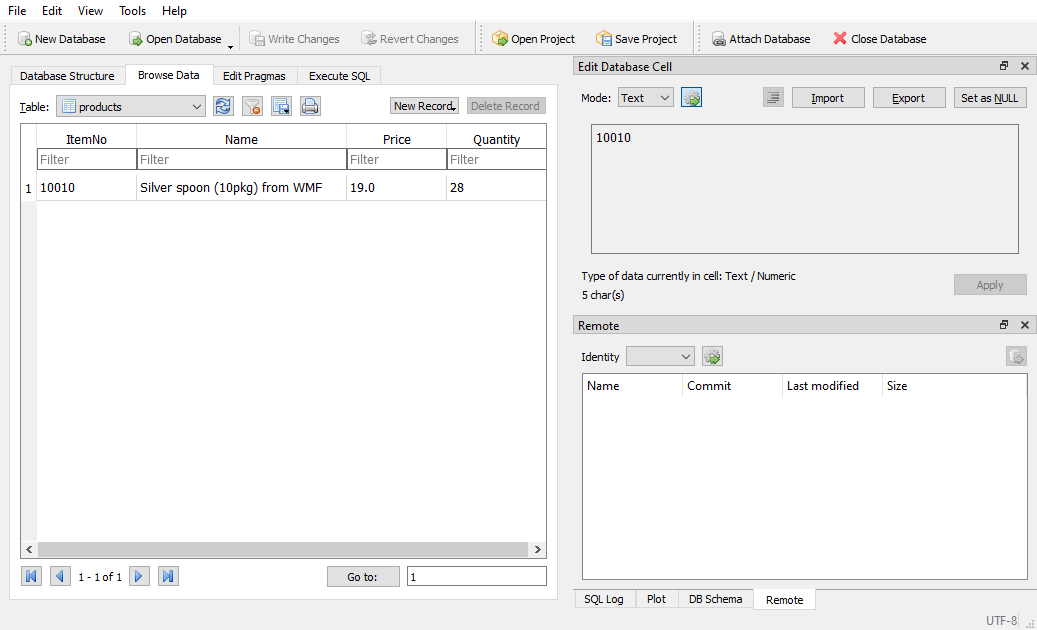 File Edit View Tools Help
New Database Open Database Write Changes Revert Changes Open Project Save Project Attach Database Close Database
Database Structure Browse Data Edit Pragmas Execute SQL
Table: products New Record Delete Record
ItemNo Name Price Quantity
Filter Filter Filter Filter
1 10010 Silver spoon (10pkg) from WMF 19.0 28
1 - 1 of 1 Go to: 1
Edit Database Cell
Mode: Text Import Export Set as NULL
10010
Type of data currently in cell: Text / Numeric
5 char(s)
Apply
Remote
Identity
Name Commit Last modified Size
SQL Log Plot DB Schema Remote
UTF-8